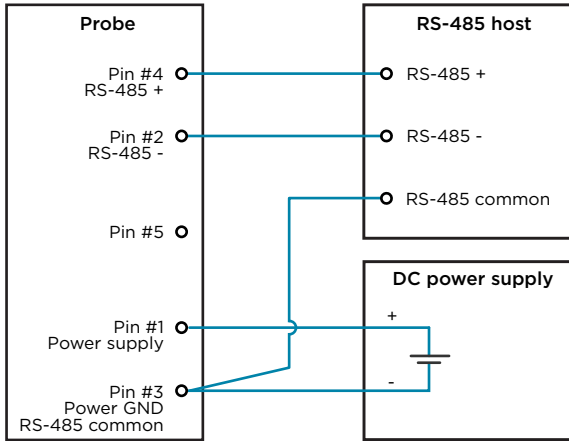 Probe
Pin #4
RS-485 +
Pin #2
RS-485 -
Pin #5
Pin #1
Power supply
Pin #3
Power GND
RS-485 common
RS-485 host
RS-485 +
RS-485 -
RS-485 common
DC power supply
+
-